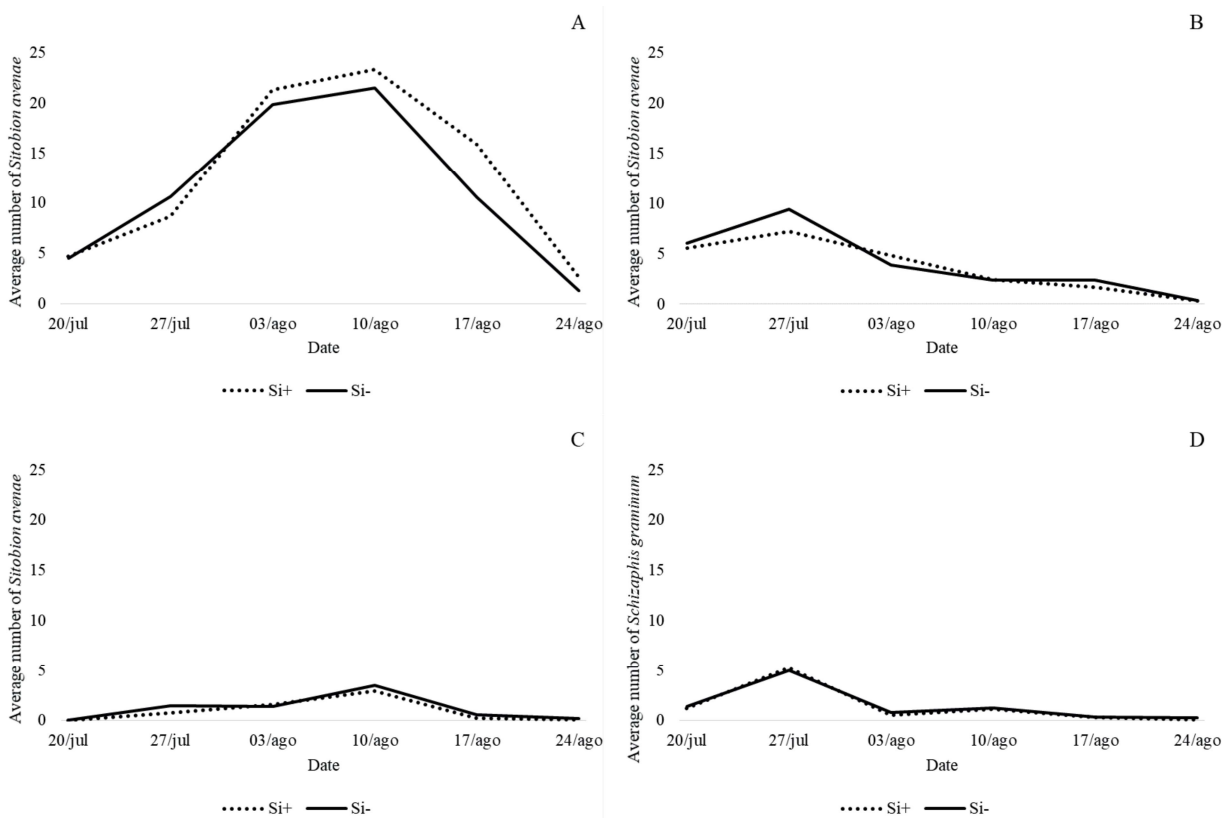 A
Average number of Sitobion avenae
25
20
15
10
5
0
20/jul 27/jul 03/ago 10/ago 17/ago 24/ago
Date
Si+ Si-
B
Average number of Sitobion avenae
25
20
15
10
5
0
20/jul 27/jul 03/ago 10/ago 17/ago 24/ago
Date
Si+ Si-
C
Average number of Sitobion avenae
25
20
15
10
5
0
20/jul 27/jul 03/ago 10/ago 17/ago 24/ago
Date
Si+ Si-
D
Average number of Schizaphis graminum
25
20
15
10
5
0
20/jul 27/jul 03/ago 10/ago 17/ago 24/ago
Date
Si+ Si-